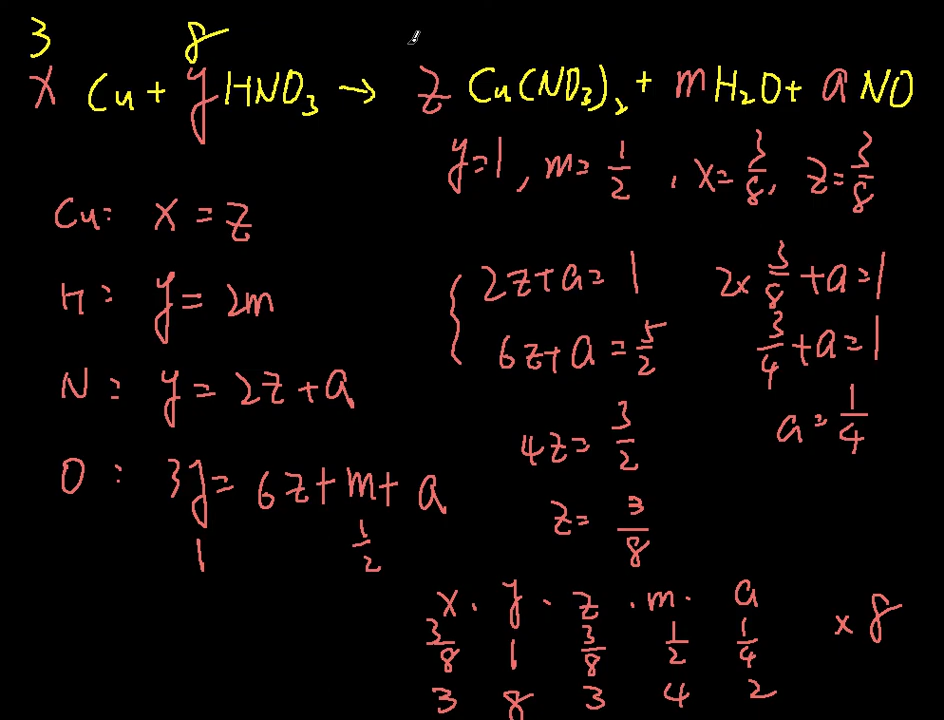 3 8
x Cu + y HNO₃ → z Cu(NO₃)₂ + m H₂O + a NO
y=1, m=1/2, x=3/8, z=3/8
Cu: x = z
H: y = 2m
N: y = 2z + a
O: 3y = 6z + m + a
1 1/2
2z + a = 1
6z + a = 5/2
4z = 3/2
z = 3/8
2x 3/8 + a = 1
3/4 + a = 1
a = 1/4
x . y . z . m . a
3/8 1 3/8 1/2 1/4 x 8
3 8 3 4 2